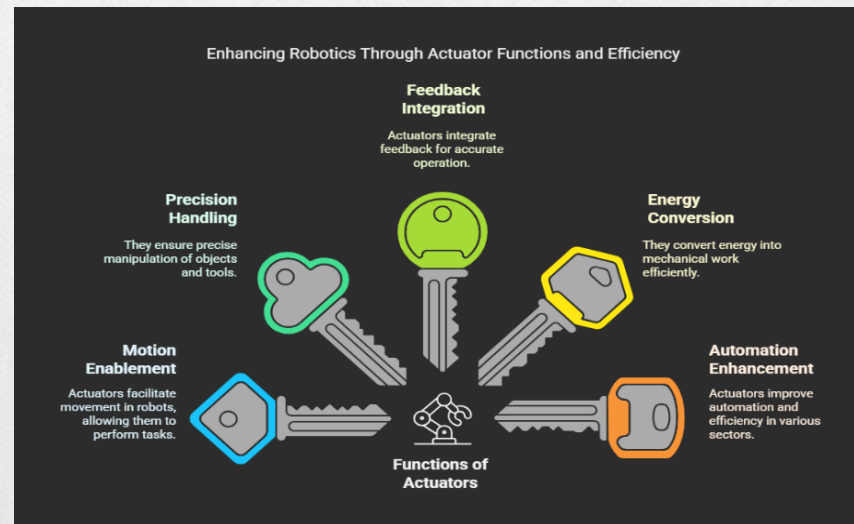 Enhancing Robotics Through Actuator Functions and Efficiency
Feedback
Integration
Actuators integrate
feedback for accurate
operation.
Precision
Handling
They ensure precise
manipulation of objects
and tools.
Energy
Conversion
They convert energy into
mechanical work
efficiently.
Motion
Enablement
Actuators facilitate
movement in robots,
allowing them to
perform tasks.
Automation
Enhancement
Actuators improve
automation and
efficiency in various
sectors.
Functions of
Actuators